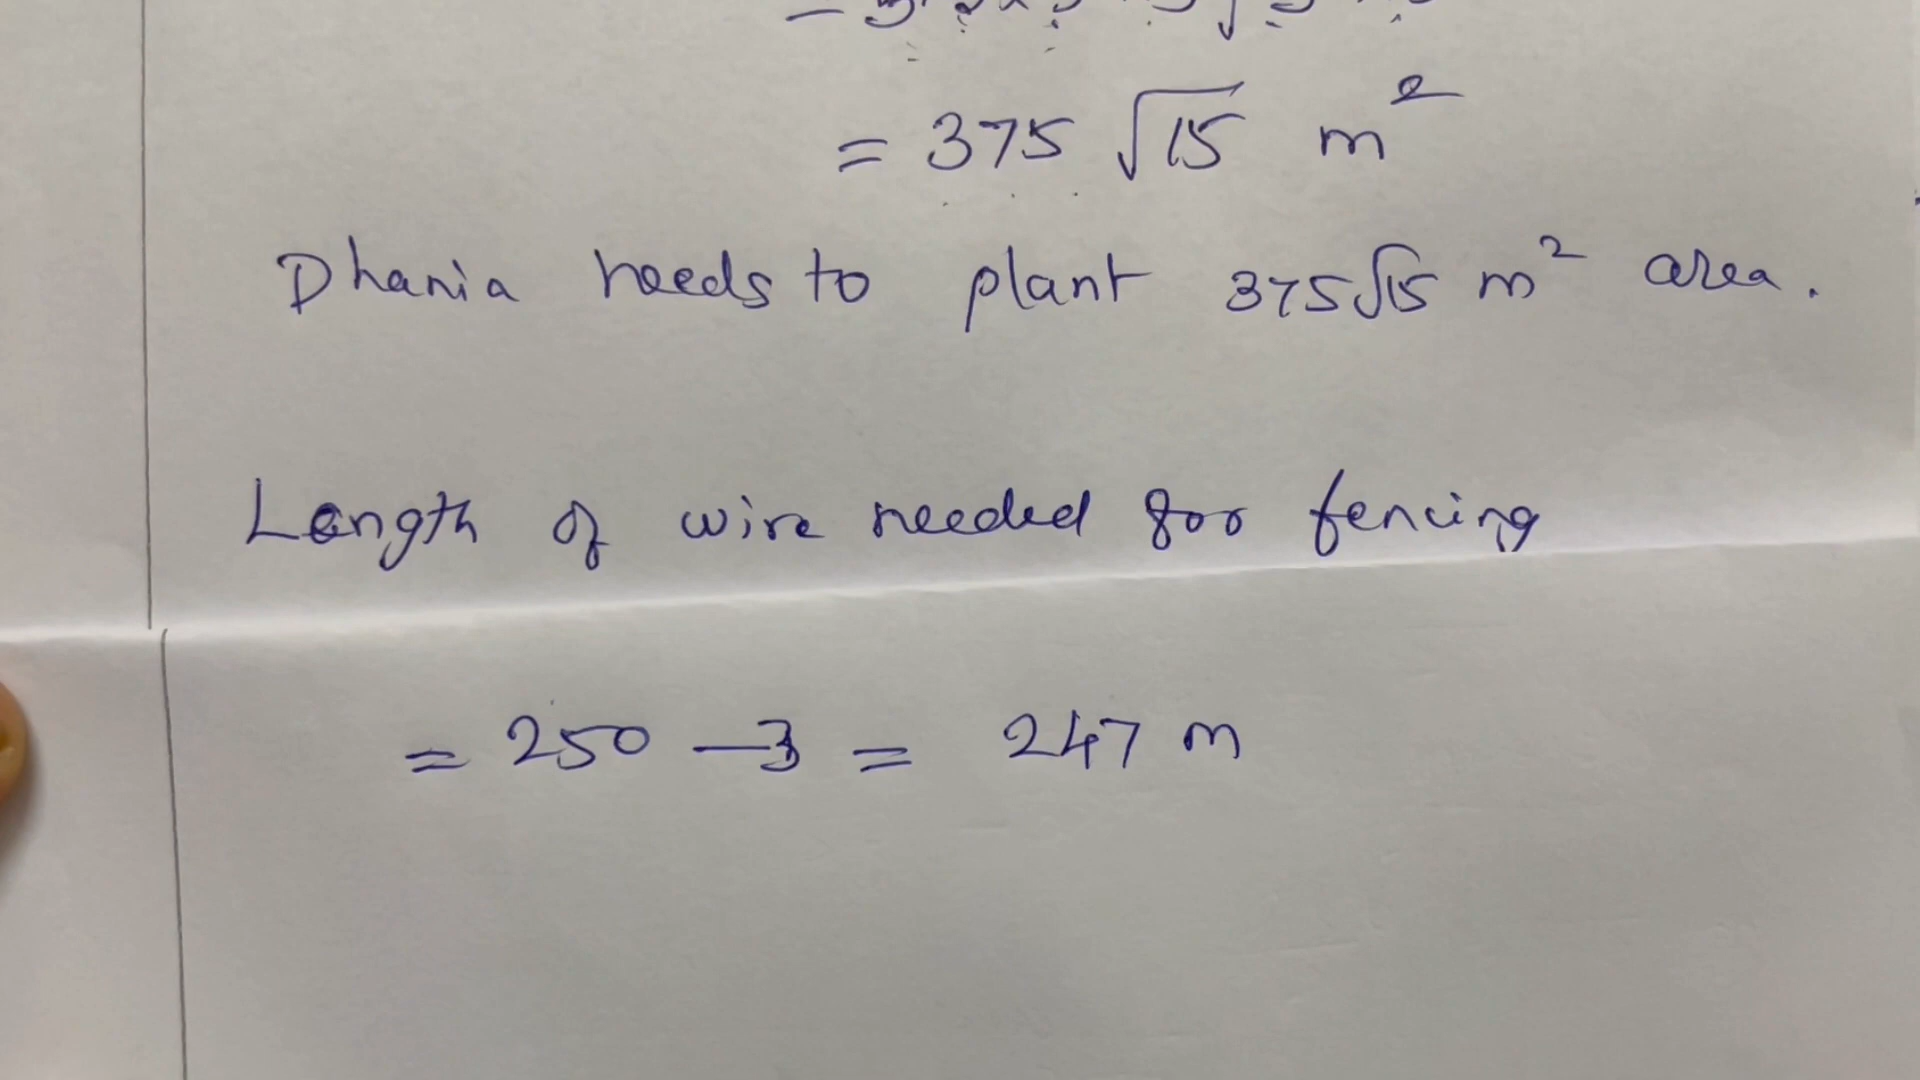 = 375 √15 m²
Dhania needs to plant 375√15 m² area.
Length of wire needed for fencing
= 250 - 3 = 247 m